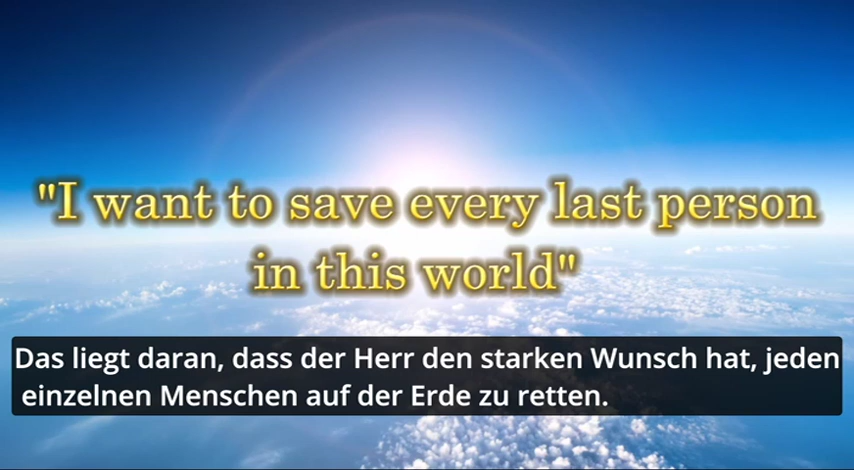 "I want to save every last person
in this world"
Das liegt daran, dass der Herr den starken Wunsch hat, jeden
einzelnen Menschen auf der Erde zu retten.